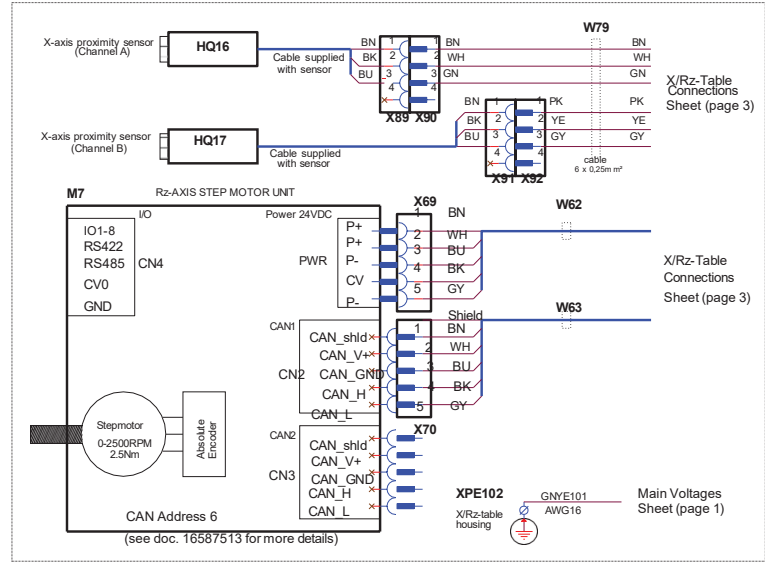 W79
X-axis proximity sensor
(Channel A)
HQ16
Cable supplied
with sensor
BN
BK
BU
1
2
3
4
X89 X90
BN
WH
GN
BN
WH
GN
X/Rz-Table
Connections
Sheet (page 3)
X-axis proximity sensor
(Channel B)
HQ17
Cable supplied
with sensor
BN
BK
BU
1
2
3
4
1
2
3
4
X91 X92
PK
YE
GY
PK
YE
GY
cable
6 x 0,25m m²
M7
Rz-AXIS STEP MOTOR UNIT
I/O
IO1-8
RS422
RS485
CV0
GND
CN4
Power 24VDC
PWR
P+
P+
P-
CV
P-
X69
1
2
3
4
5
BN
WH
BU
BK
GY
W62
X/Rz-Table
Connections
Sheet (page 3)
CAN1
CN2
CAN_shld
CAN_V+
CAN_GND
CAN_H
CAN_L
1
2
3
4
5
Shield
BN
WH
BU
BK
GY
W63
X70
CAN2
CN3
CAN_shld
CAN_V+
CAN_GND
CAN_H
CAN_L
Stepmotor
0-2500RPM
2.5Nm
Absolute
Encoder
CAN Address 6
(see doc. 16587513 for more details)
XPE102
X/Rz-table
housing
GNYE101
AWG16
Main Voltages
Sheet (page 1)